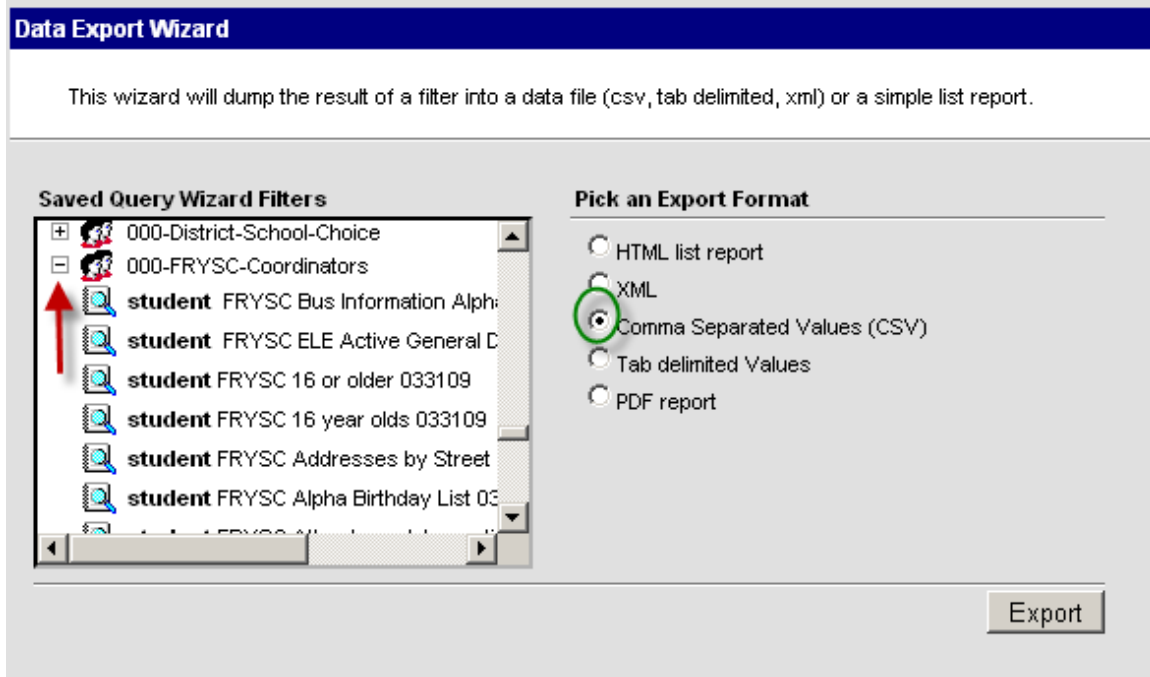 Data Export Wizard
This wizard will dump the result of a filter into a data file (csv, tab delimited, xml) or a simple list report.
Saved Query Wizard Filters
000-District-School-Choice
000-FRYSC-Coordinators
student FRYSC Bus Information Alph
student FRYSC ELE Active General D
student FRYSC 16 or older 033109
student FRYSC 16 year olds 033109
student FRYSC Addresses by Street
student FRYSC Alpha Birthday List 03
Pick an Export Format
HTML list report
XML
Comma Separated Values (CSV)
Tab delimited Values
PDF report
Export